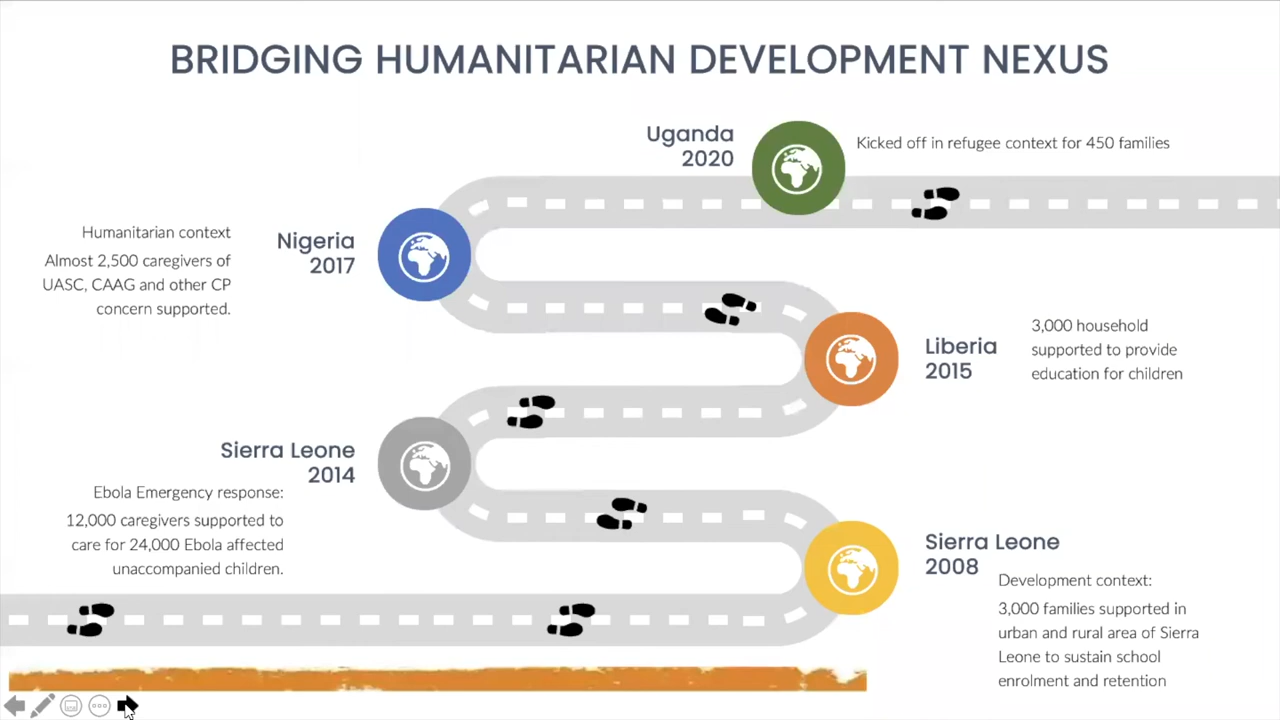 BRIDGING HUMANITARIAN DEVELOPMENT NEXUS
Uganda
2020
Kicked off in refugee context for 450 families
Humanitarian context
Almost 2,500 caregivers of
UASC, CAAG and other CP
concern supported.
Nigeria
2017
Liberia
2015
3,000 household
supported to provide
education for children
Sierra Leone
2014
Ebola Emergency response:
12,000 caregivers supported to
care for 24,000 Ebola affected
unaccompanied children.
Sierra Leone
2008
Development context:
3,000 families supported in
urban and rural area of Sierra
Leone to sustain school
enrolment and retention